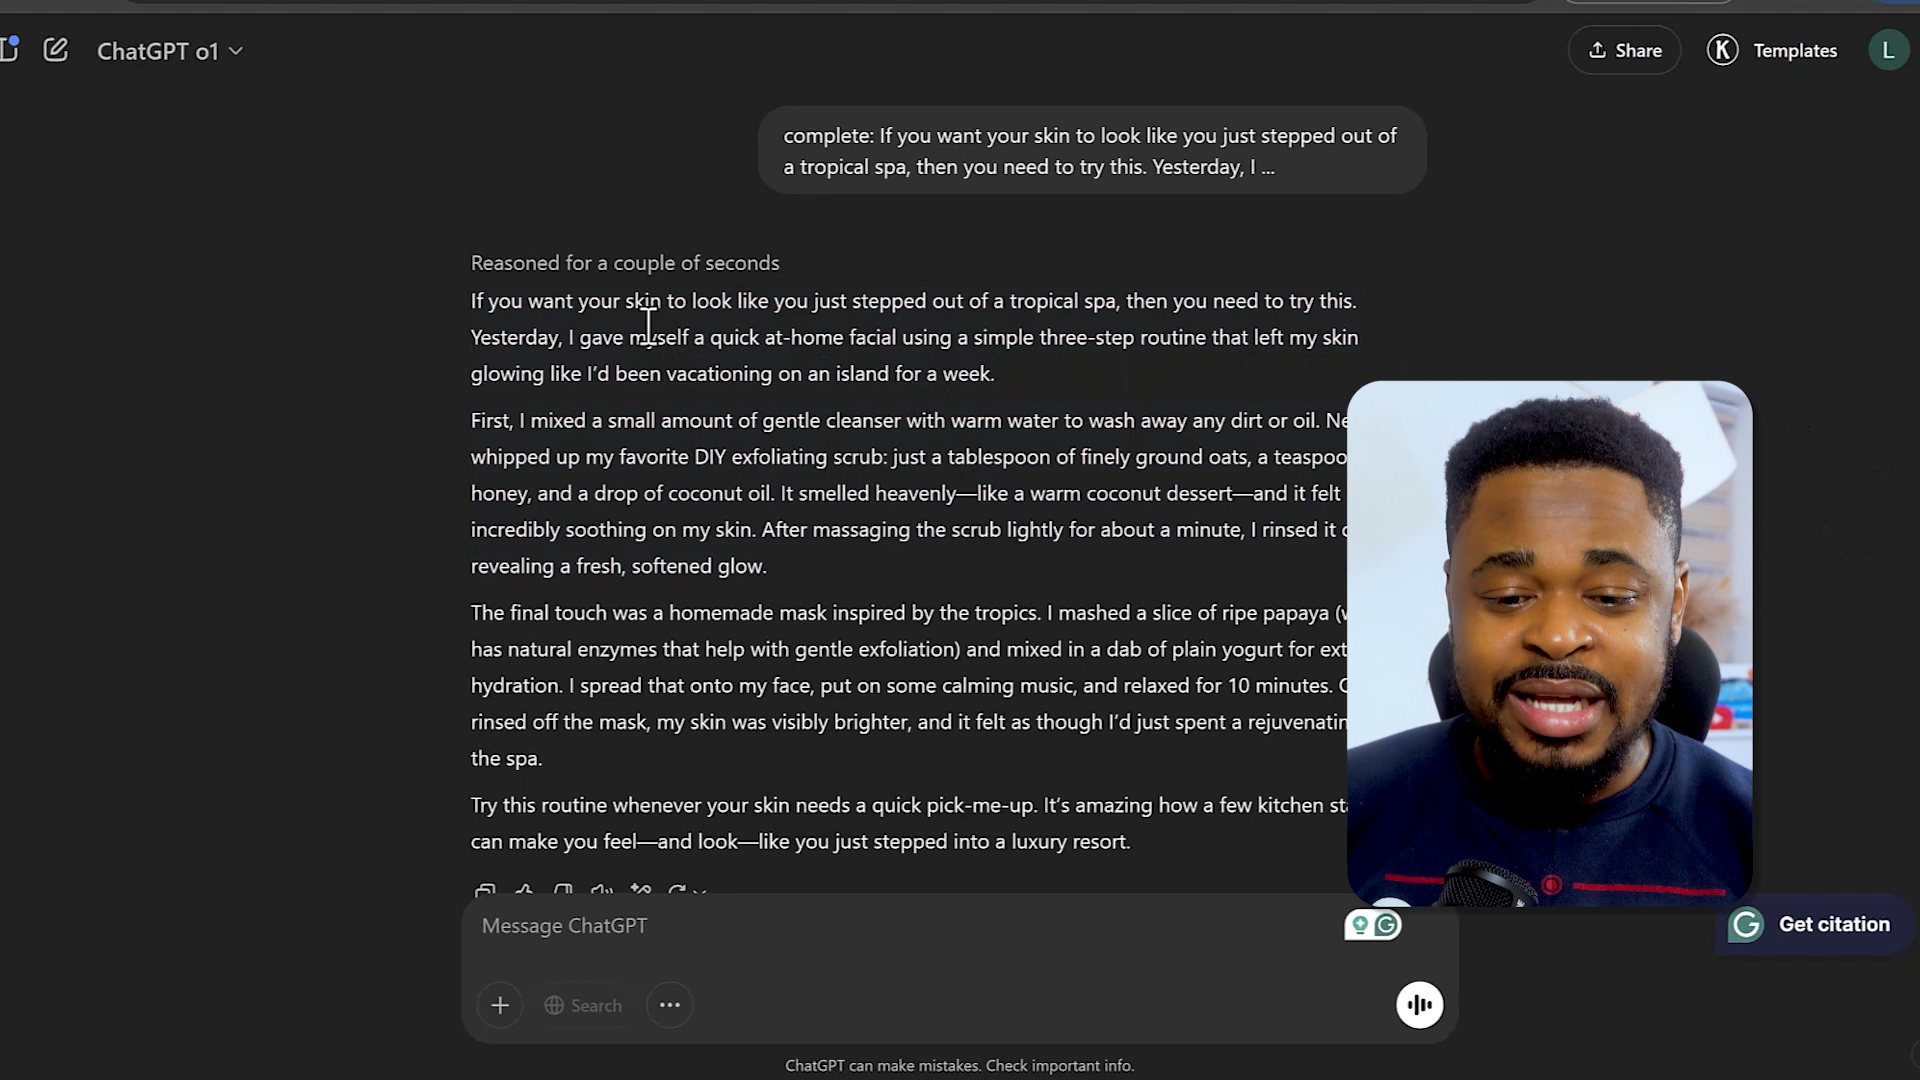 ChatGPT o1
Share
Templates
L
complete: If you want your skin to look like you just stepped out of
a tropical spa, then you need to try this. Yesterday, I ...
Reasoned for a couple of seconds
If you want your skin to look like you just stepped out of a tropical spa, then you need to try this.
Yesterday, I gave myself a quick at-home facial using a simple three-step routine that left my skin
glowing like I'd been vacationing on an island for a week.
First, I mixed a small amount of gentle cleanser with warm water to wash away any dirt or oil.
whipped up my favorite DIY exfoliating scrub: just a tablespoon of finely ground oats, a
honey, and a drop of coconut oil. It smelled heavenly—like a warm coconut dessert—and it felt
incredibly soothing on my skin. After massaging the scrub lightly for about a minute, I rinsed it
revealing a fresh, softened glow.
The final touch was a homemade mask inspired by the tropics. I mashed a slice of ripe papaya
has natural enzymes that help with gentle exfoliation) and mixed in a dab of plain yogurt for
hydration. I spread that onto my face, put on some calming music, and relaxed for 10 minutes.
rinsed off the mask, my skin was visibly brighter, and it felt as though I'd just spent a
the spa.
Try this routine whenever your skin needs a quick pick-me-up. It's amazing how a few kitchen
can make you feel—and look—like you just stepped into a luxury resort.
Message ChatGPT
Get citation
Search
ChatGPT can make mistakes. Check important info.